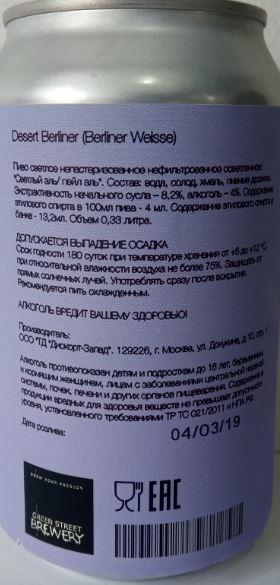 Desert Berliner (Berliner Weisse)
Пиво светлое непастеризованное нефильтрованное осветленное
"Светлый эль/ пейл эль". Состав: вода, солод, хмель, пивные дрожжи.
Экстрактивность начального сусла – 8,2%, алкоголь – 4%. Содержание
этилового спирта в 100мл пива - 4 мл. Содержание этилового спирта в
банке - 13,2мл. Объем 0,33 литра.
ДОПУСКАЕТСЯ ВЫПАДЕНИЕ ОСАДКА
Срок годности 180 суток при температуре хранения от +5 до +12 °С
при относительной влажности воздуха не более 75%. Защищать от
прямых солнечных лучей. Употреблять сразу после вскрытия.
Рекомендуется пить охлажденным.
АЛКОГОЛЬ ВРЕДИТ ВАШЕМУ ЗДОРОВЬЮ!
Производитель:
ООО "ТД "Дискорт-Запад". 129226, г. Москва, ул. Докукина, д. 10, стр.
Алкоголь противопоказан детям и подросткам до 18 лет, беременным
и кормящим женщинам, лицам с заболеваниями центральной нервной
системы, почек, печени и других органов пищеварения. Содержание в
продукции вредных для здоровья веществ не превышает допустимого
уровня, установленного требованиями ТР ТС 021/2011 и НПА РФ.
Дата розлива:
04/03/19
BREW YOUR PASSION
GREEN STREET
BREWERY
EAC